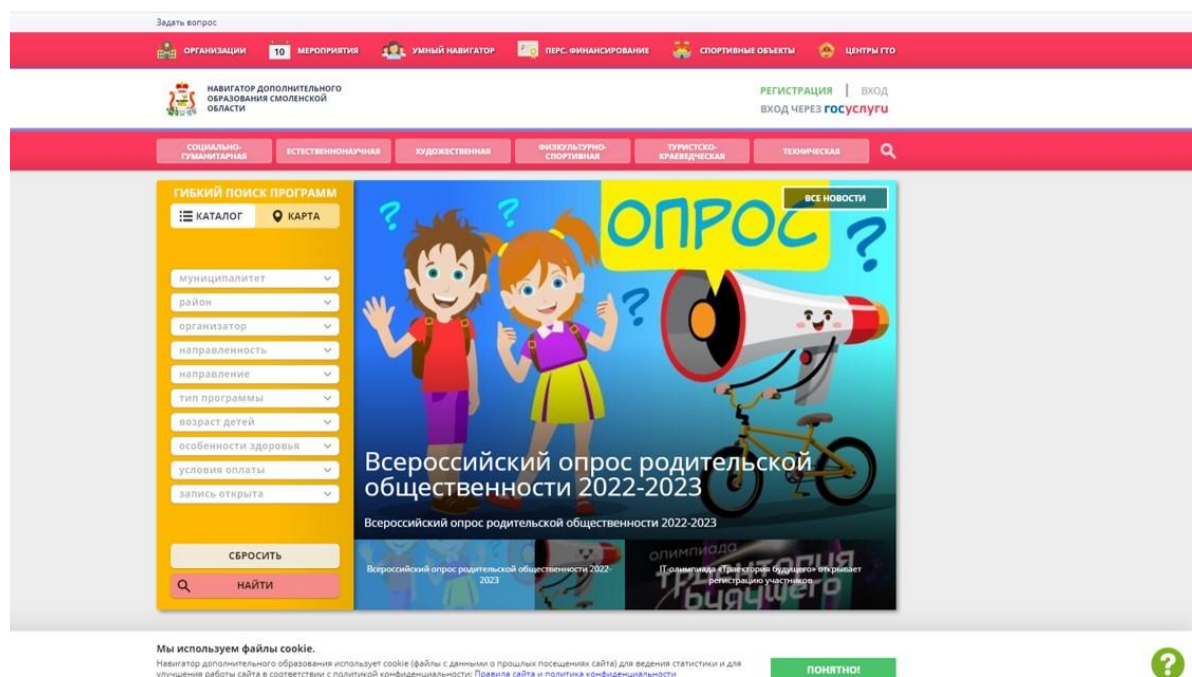 Задать вопрос
ОРГАНИЗАЦИИ
10
МЕРОПРИЯТИЯ
УМНЫЙ НАВИГАТОР
ПЕРС. ФИНАНСИРОВАНИЕ
СПОРТИВНЫЕ ОБЪЕКТЫ
ЦЕНТРЫ ГТО
НАВИГАТОР ДОПОЛНИТЕЛЬНОГО
ОБРАЗОВАНИЯ СМОЛЕНСКОЙ
ОБЛАСТИ
РЕГИСТРАЦИЯ | ВХОД
ВХОД ЧЕРЕЗ госуслуги
СОЦИАЛЬНО-
ГУМАНИТАРНАЯ
ЕСТЕСТВЕННОНАУЧНАЯ
ХУДОЖЕСТВЕННАЯ
ФИЗКУЛЬТУРНО-
СПОРТИВНАЯ
ТУРИСТСКО-
КРАЕВЕДЧЕСКАЯ
ТЕХНИЧЕСКАЯ
ГИБКИЙ ПОИСК ПРОГРАММ
КАТАЛОГ
КАРТА
муниципалитет
район
организатор
направленность
направление
тип программы
возраст детей
особенности здоровья
условия оплаты
запись открыта
СБРОСИТЬ
НАЙТИ
ВСЕ НОВОСТИ
ОПРОС
? ? ? ?
Всероссийский опрос родительской
общественности 2022-2023
Всероссийский опрос родительской общественности 2022-2023
Всероссийский опрос родительской общественности 2022-
2023
олимпиада
траектория
будущего
IT-олимпиада «Траектория будущего» открывает
регистрацию участников
Мы используем файлы cookie.
Навигатор дополнительного образования использует cookie (файлы с данными о прошлых посещениях сайта) для ведения статистики и для
улучшения работы сайта в соответствии с политикой конфиденциальности: Правила сайта и политика конфиденциальности
ПОНЯТНО!
?